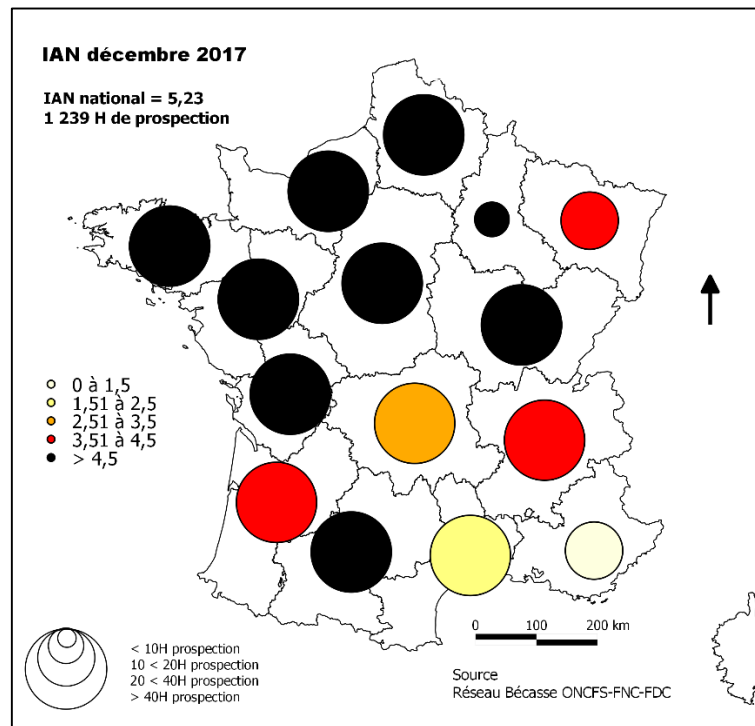 IAN décembre 2017
IAN national = 5,23
1 239 H de prospection
0 à 1,5
1,51 à 2,5
2,51 à 3,5
3,51 à 4,5
> 4,5
< 10H prospection
10 < 20H prospection
20 < 40H prospection
> 40H prospection
0 100 200 km
Source
Réseau Bécasse ONCFS-FNC-FDC